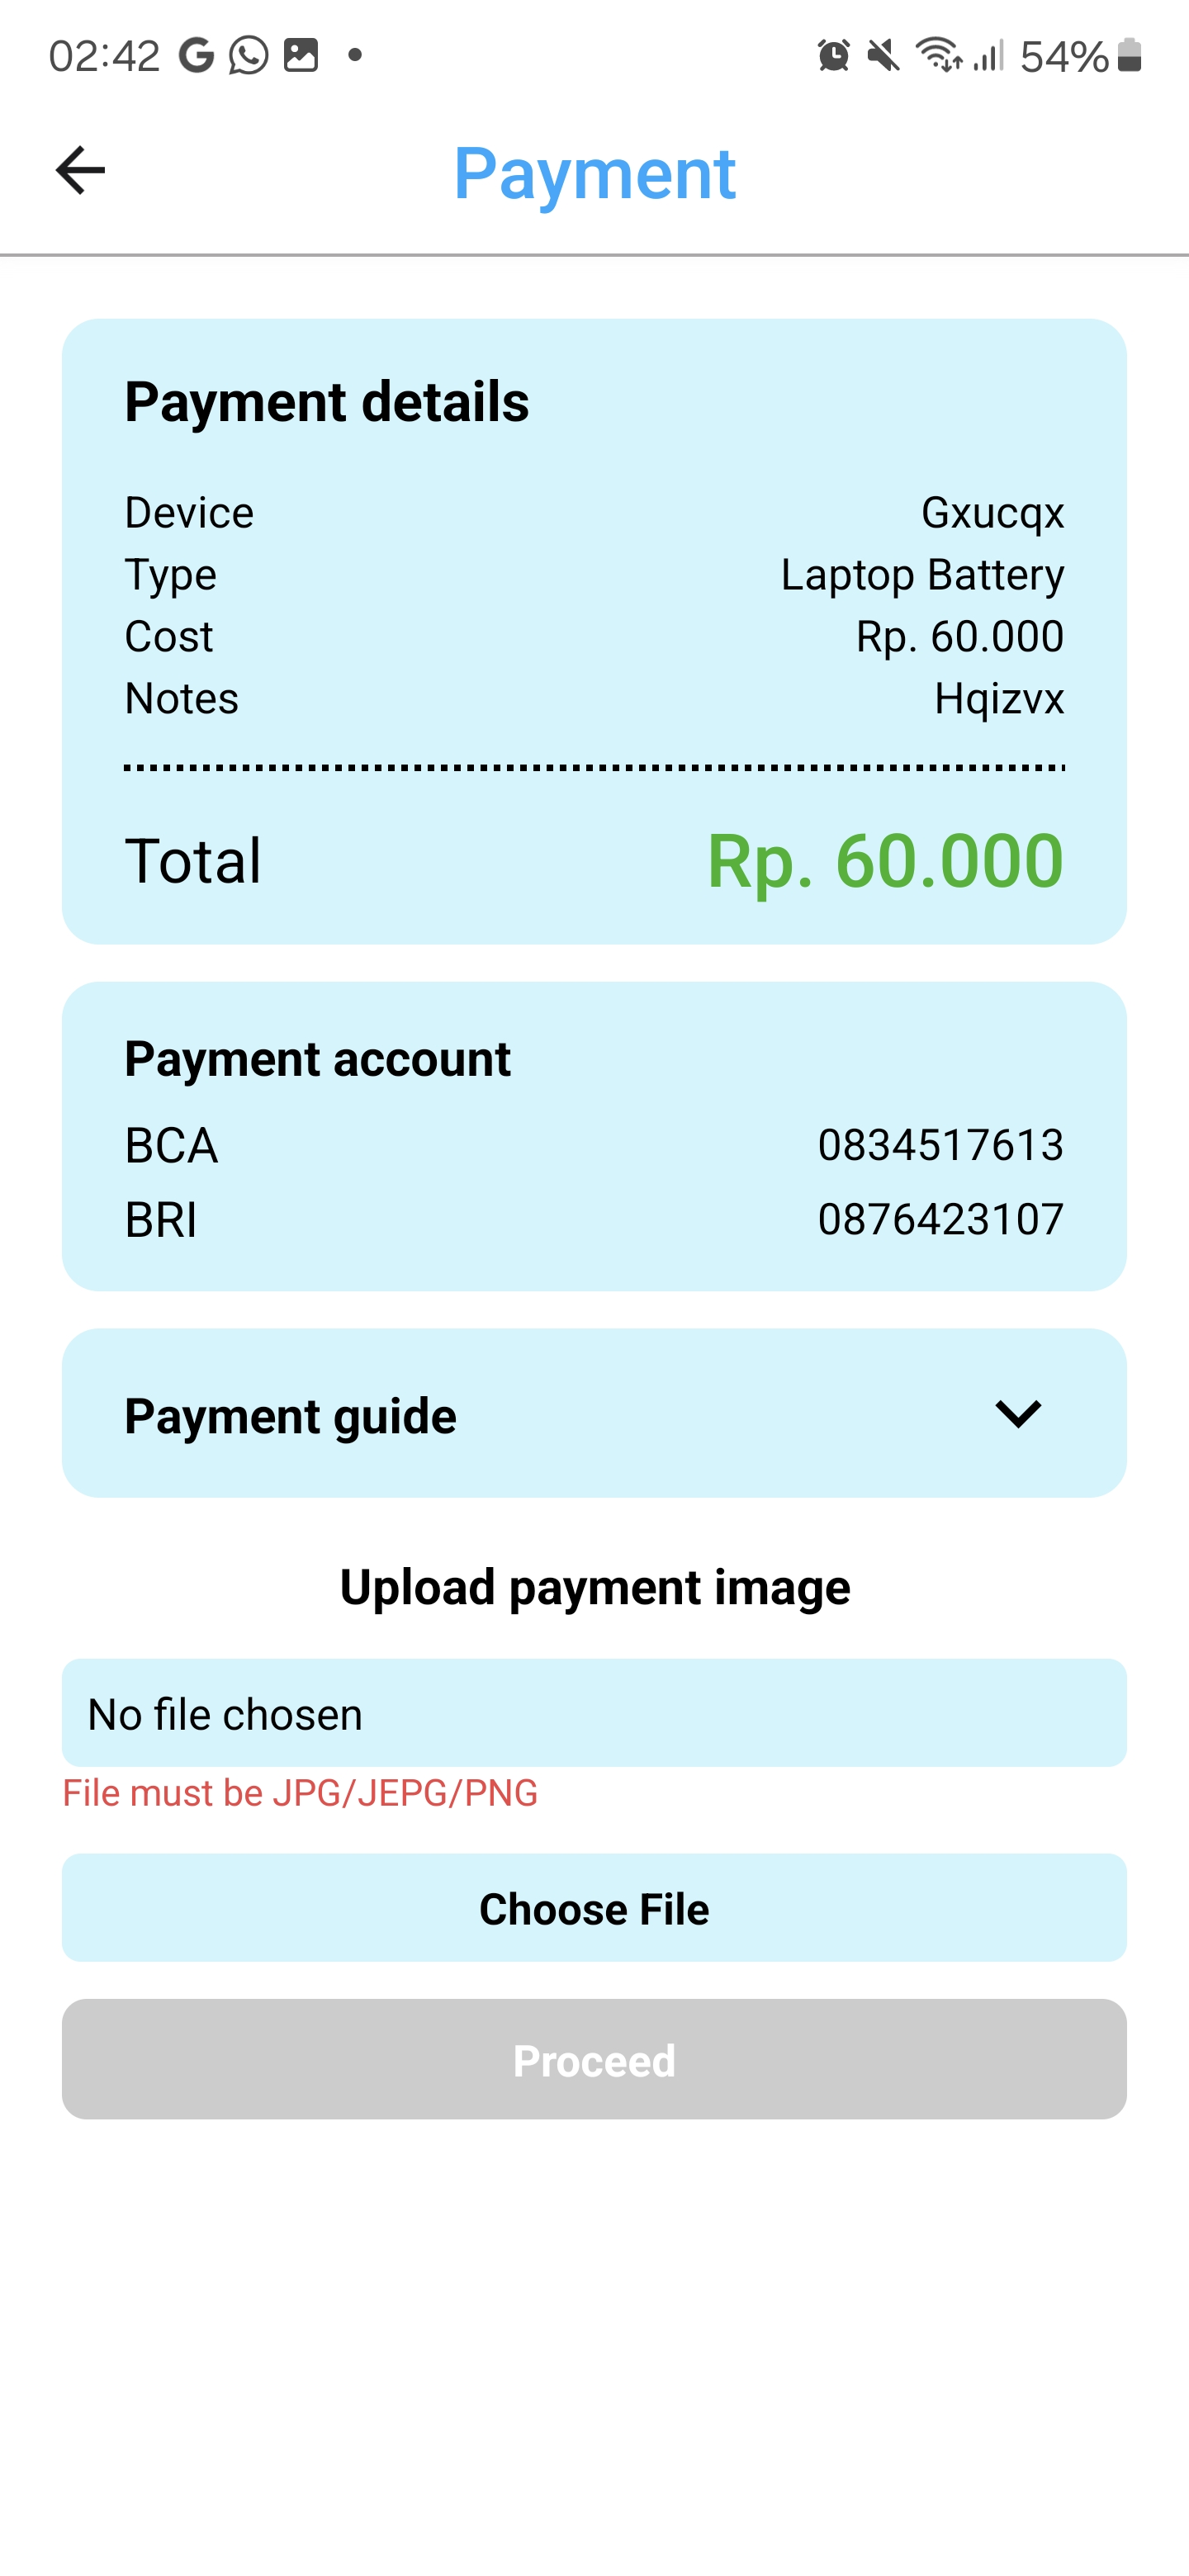 02:42 54%
Payment
Payment details
Device Gxucqx
Type Laptop Battery
Cost Rp. 60.000
Notes Hqizvx
Total Rp. 60.000
Payment account
BCA 0834517613
BRI 0876423107
Payment guide
Upload payment image
No file chosen
File must be JPG/JEPG/PNG
Choose File
Proceed